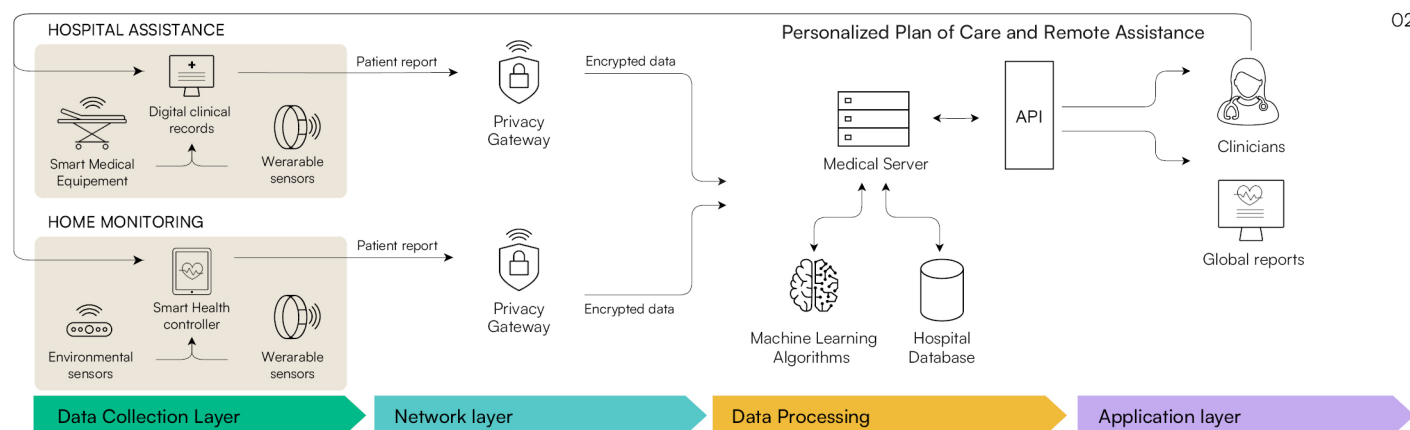 02
Personalized Plan of Care and Remote Assistance
HOSPITAL ASSISTANCE
Digital clinical
records
Smart Medical
Equipement
Werarable
sensors
Patient report
Privacy
Gateway
Encrypted data
HOME MONITORING
Smart Health
controller
Environmental
sensors
Werarable
sensors
Patient report
Privacy
Gateway
Encrypted data
Medical Server
Machine Learning
Algorithms
Hospital
Database
API
Clinicians
Global reports
Data Collection Layer
Network layer
Data Processing
Application layer